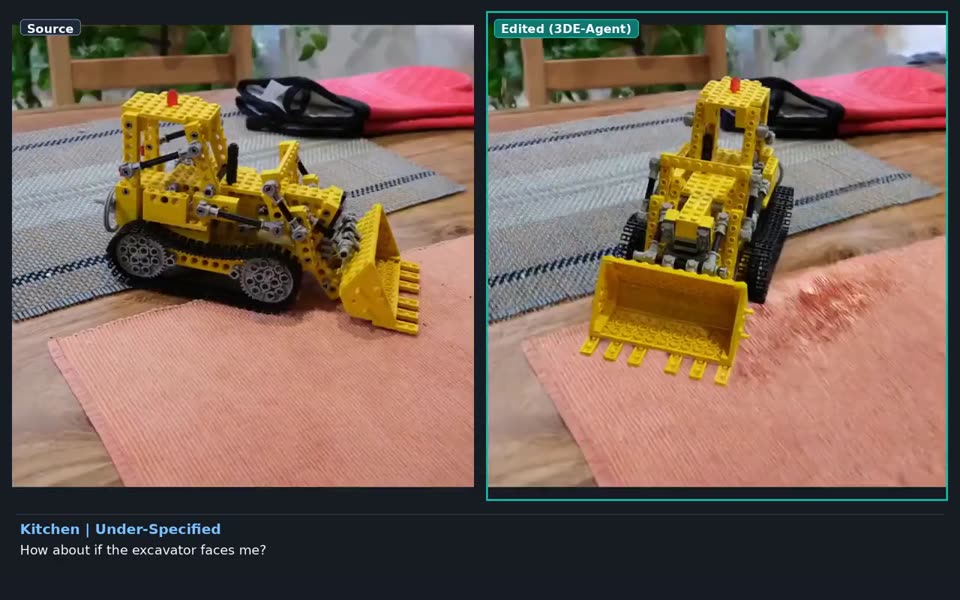 Source
Edited (3DE-Agent)
Kitchen | Under-Specified
How about if the excavator faces me?